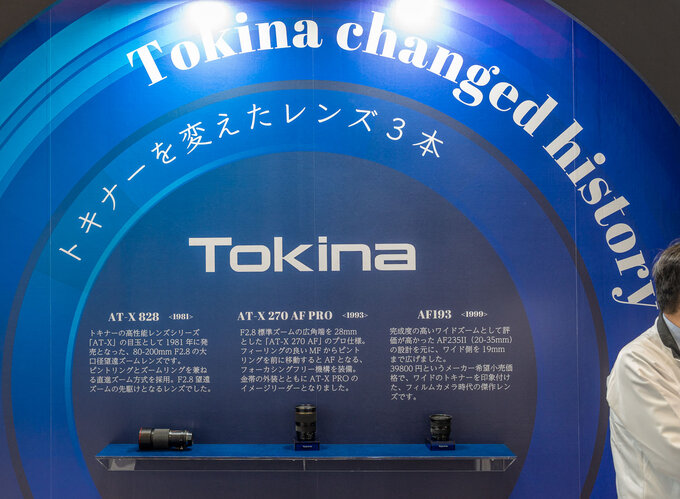 Tokina changed history
トキナーを変えたレンズ3本
Tokina
AT-X 828 <1981>
トキナーの高性能レンズシリーズ
「AT-X」の目玉として 1981 年に発
売となった、80-200mm F2.8 の大
口径望遠ズームレンズです。
ピントリングとズームリングを兼ね
る直進ズーム方式を採用。F2.8 望遠
ズームの先駆けとなるレンズでした。
AT-X 270 AF PRO <1993>
F2.8 標準ズームの広角端を 28mm
とした「AT-X 270 AF」のプロ仕様。
フィーリングの良い MF からピント
リングを前に移動すると AF となる、
フォーカシングフリー機構を装備。
金帯の外装とともに AT-X PRO の
イメージリーダーとなりました。
AF193 <1999>
完成度の高いワイドズームとして評
価が高かった AF235II（20-35mm）
の設計を元に、ワイド側を 19mm
まで広げました。
39800 円というメーカー希望小売価
格で、ワイドのトキナーを印象付け
た、フィルムカメラ時代の傑作レン
ズです。